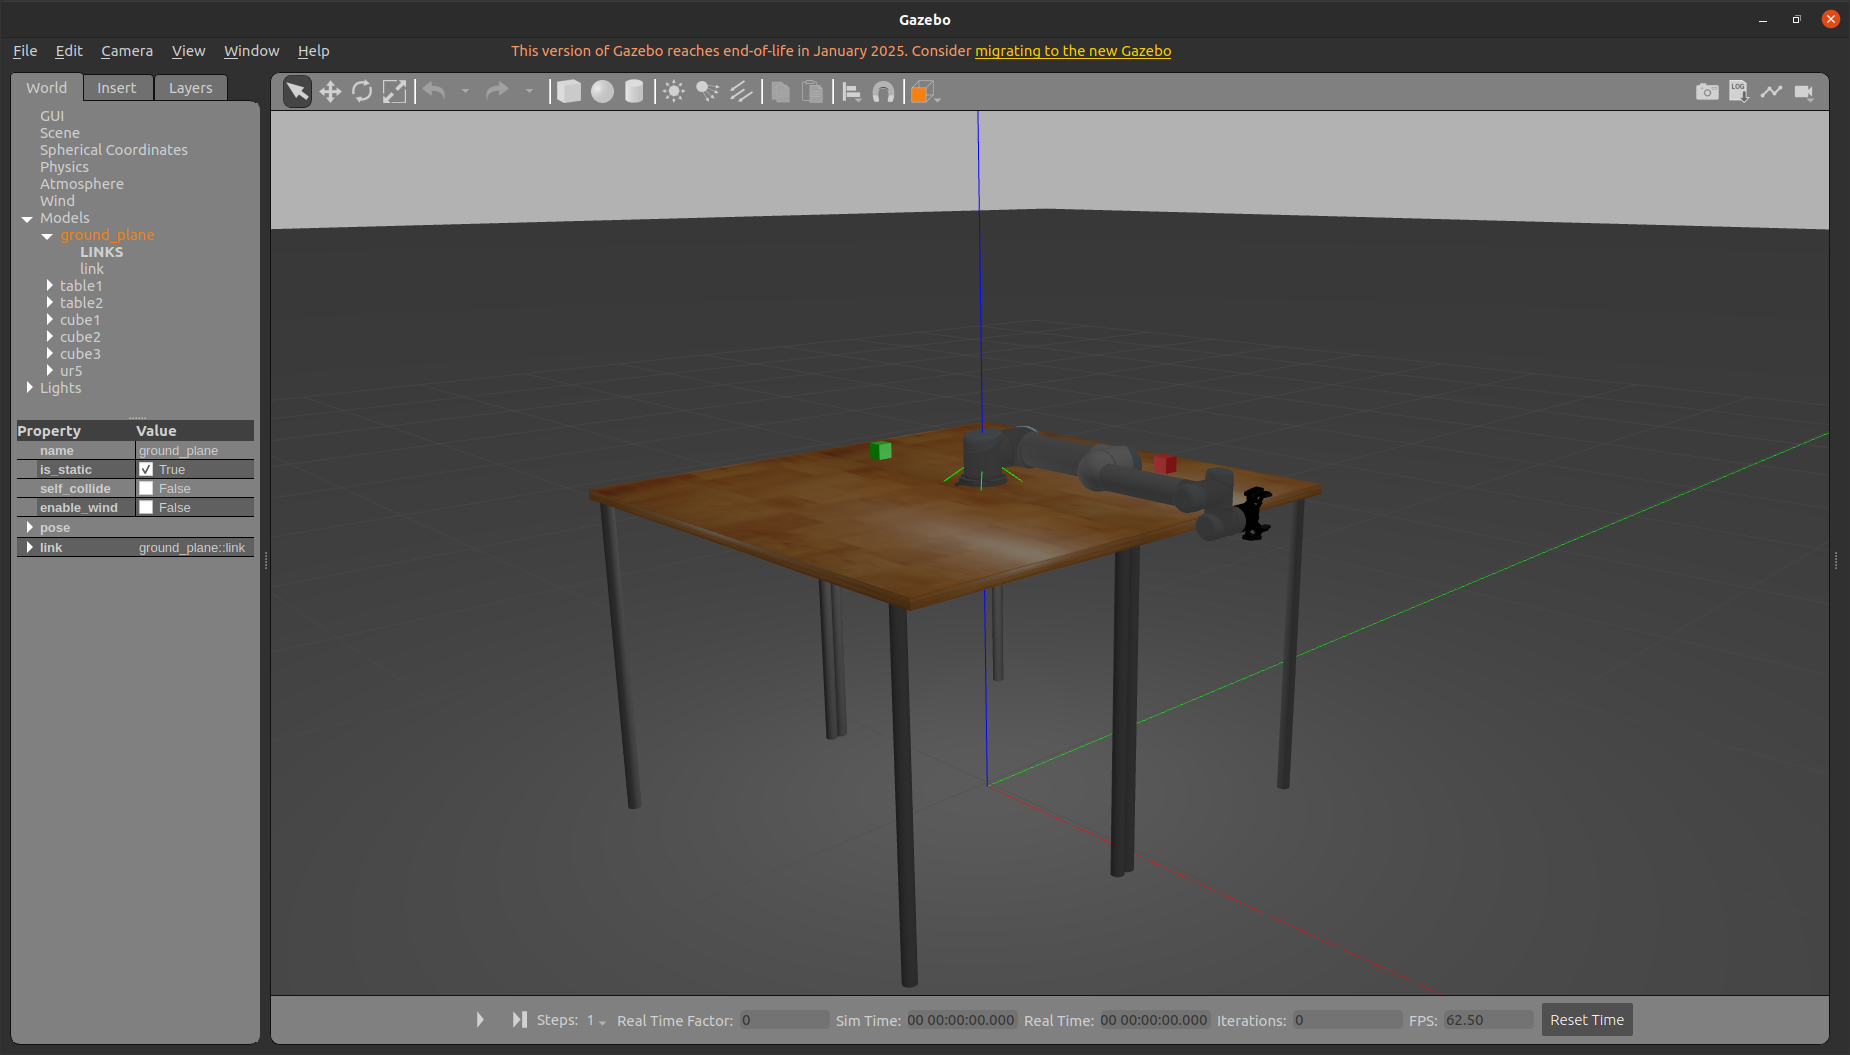 Gazebo
File Edit Camera View Window Help
This version of Gazebo reaches end-of-life in January 2025. Consider migrating to the new Gazebo
World Insert Layers
LOG
GUI
Scene
Spherical Coordinates
Physics
Atmosphere
Wind
Models
ground_plane
LINKS
link
table1
table2
cube1
cube2
cube3
ur5
Lights
Property Value
name ground_plane
is_static True
self_collide False
enable_wind False
pose
link ground_plane::link
Steps: 1 Real Time Factor: 0 Sim Time: 00 00:00:00.000 Real Time: 00 00:00:00.000 Iterations: 0 FPS: 62.50 Reset Time